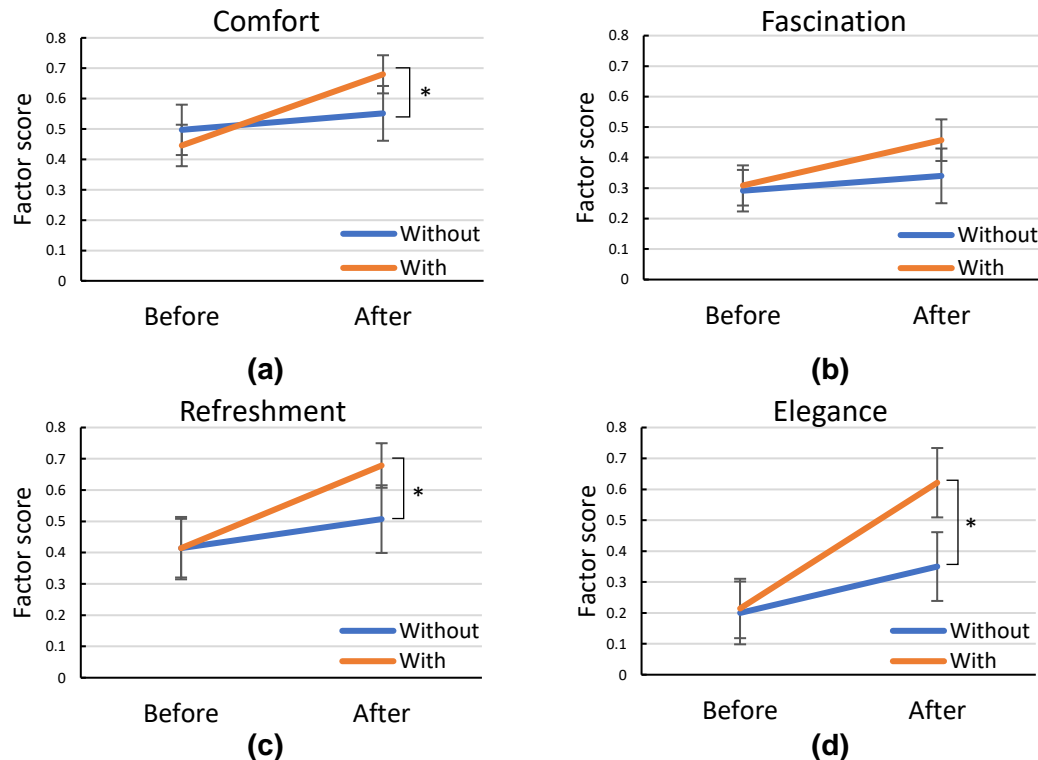 Comfort
Factor score
0.8
0.7
0.6
0.5
0.4
0.3
0.2
0.1
0
*
Without
With
Before After
(a)
Fascination
Factor score
0.8
0.7
0.6
0.5
0.4
0.3
0.2
0.1
0
Without
With
Before After
(b)
Refreshment
Factor score
0.8
0.7
0.6
0.5
0.4
0.3
0.2
0.1
0
*
Without
With
Before After
(c)
Elegance
Factor score
0.8
0.7
0.6
0.5
0.4
0.3
0.2
0.1
0
*
Without
With
Before After
(d)